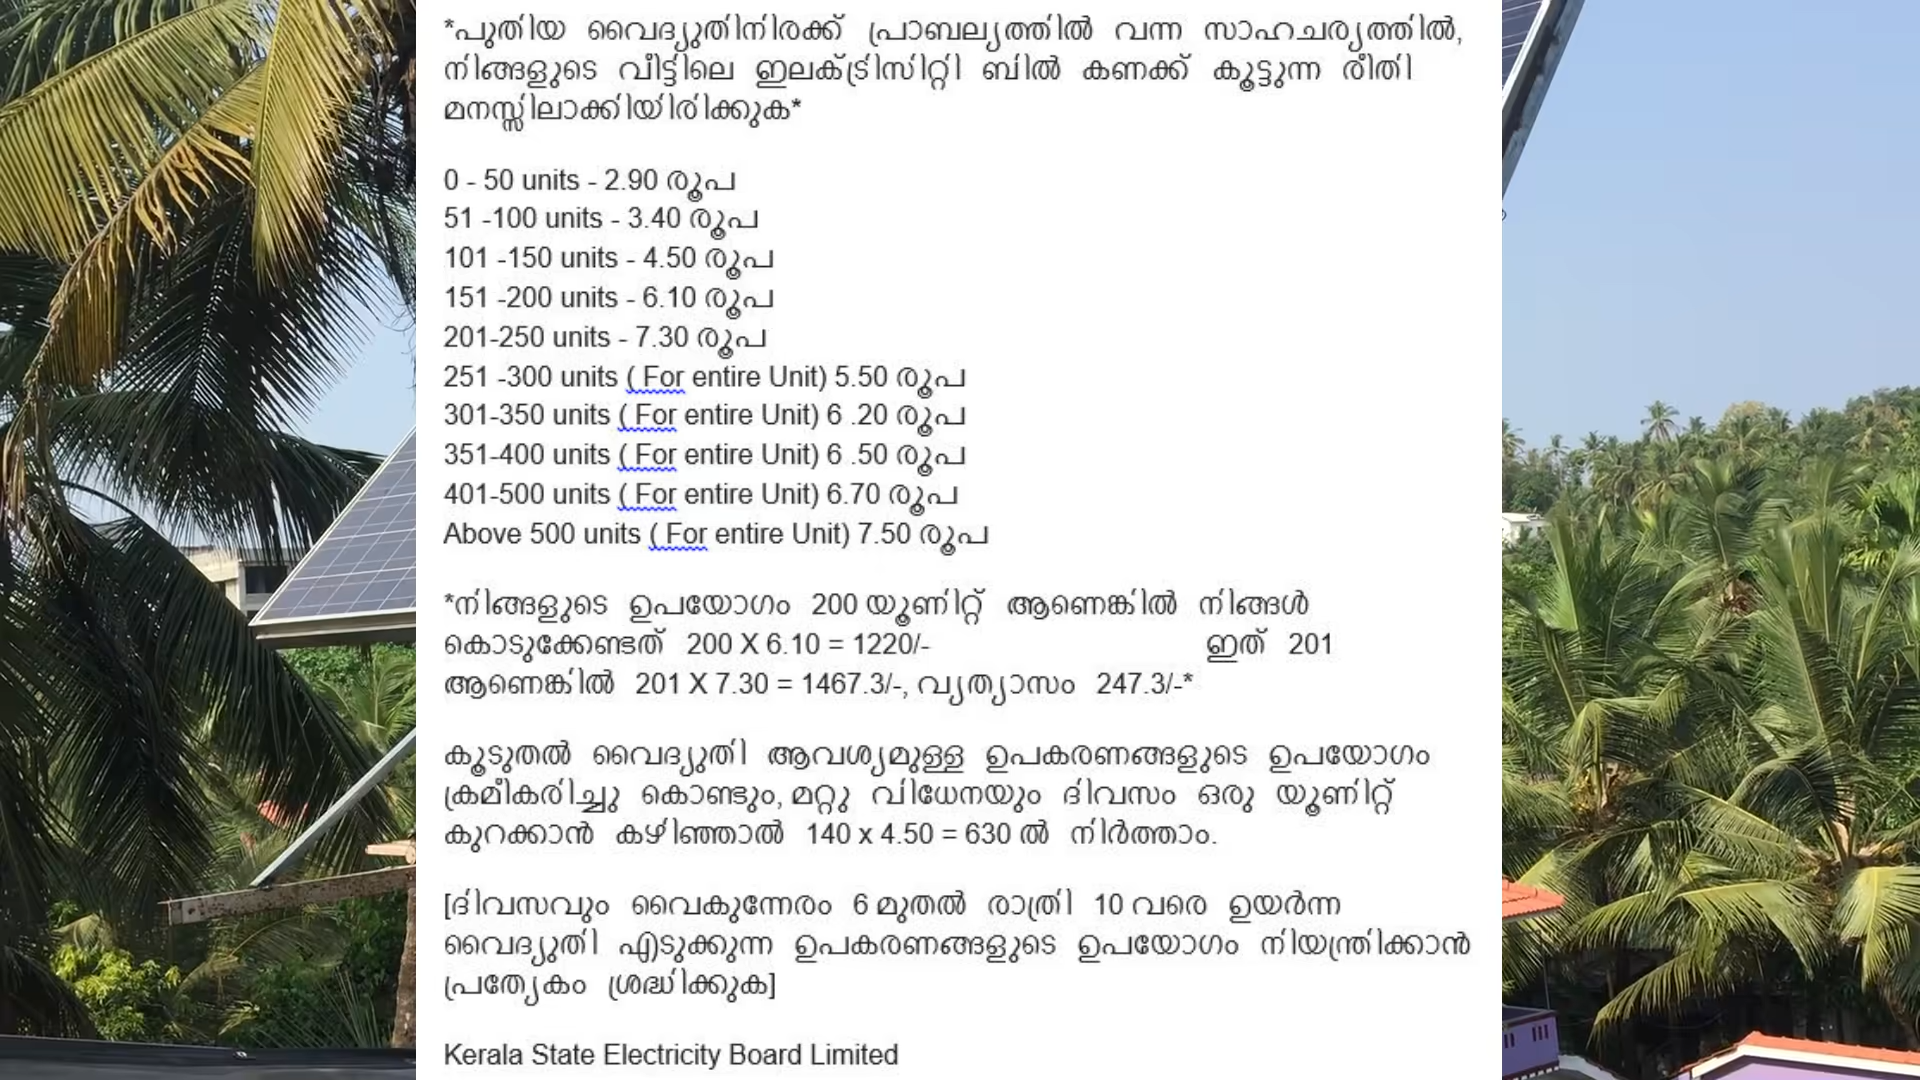 *പുതിയ വൈദ്യുതിനിരക്ക് പ്രാബല്യത്തിൽ വന്ന സാഹചര്യത്തിൽ,
നിങ്ങളുടെ വീട്ടിലെ ഇലക്ട്രിസിറ്റി ബിൽ കണക്ക് കൂട്ടുന്ന രീതി
മനസ്സിലാക്കിയിരിക്കുക*
0 - 50 units - 2.90 രൂപ
51 -100 units - 3.40 രൂപ
101 -150 units - 4.50 രൂപ
151 -200 units - 6.10 രൂപ
201-250 units - 7.30 രൂപ
251 -300 units ( For entire Unit) 5.50 രൂപ
301-350 units ( For entire Unit) 6 .20 രൂപ
351-400 units ( For entire Unit) 6 .50 രൂപ
401-500 units ( For entire Unit) 6.70 രൂപ
Above 500 units ( For entire Unit) 7.50 രൂപ
*നിങ്ങളുടെ ഉപയോഗം 200 യൂണിറ്റ് ആണെങ്കിൽ നിങ്ങൾ
കൊടുക്കേണ്ടത് 200 X 6.10 = 1220/- ഇത് 201
ആണെങ്കിൽ 201 X 7.30 = 1467.3/-, വ്യത്യാസം 247.3/-*
കൂടുതൽ വൈദ്യുതി ആവശ്യമുള്ള ഉപകരണങ്ങളുടെ ഉപയോഗം
ക്രമീകരിച്ചു കൊണ്ടും, മറ്റു വിധേനയും ദിവസം ഒരു യൂണിറ്റ്
കുറക്കാൻ കഴിഞ്ഞാൽ 140 x 4.50 = 630 ൽ നിർത്താം.
[ദിവസവും വൈകുന്നേരം 6 മുതൽ രാത്രി 10 വരെ ഉയർന്ന
വൈദ്യുതി എടുക്കുന്ന ഉപകരണങ്ങളുടെ ഉപയോഗം നിയന്ത്രിക്കാൻ
പ്രത്യേകം ശ്രദ്ധിക്കുക]
Kerala State Electricity Board Limited